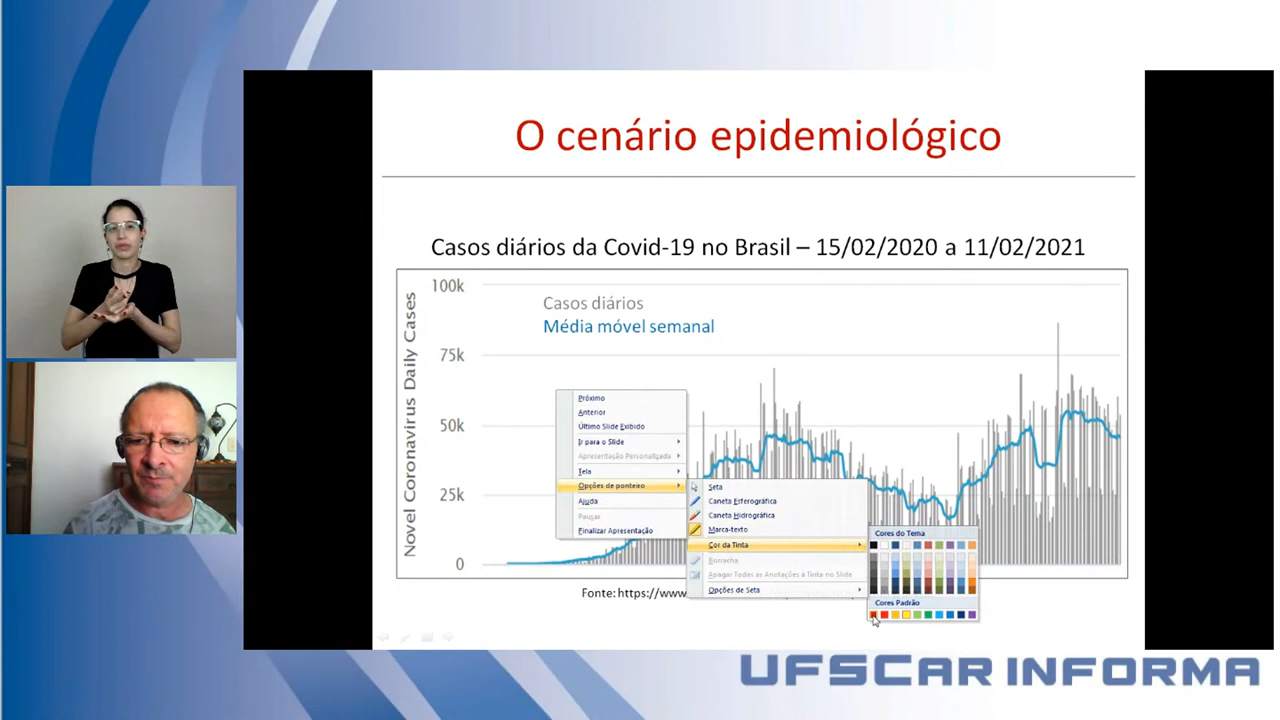 O cenário epidemiológico
Casos diários da Covid-19 no Brasil – 15/02/2020 a 11/02/2021
Novel Coronavirus Daily Cases
100k
75k
50k
25k
0
Casos diários
Média móvel semanal
Próximo
Anterior
Último Slide Exibido
Ir para o Slide
Apresentação Personalizada
Tela
Opções de ponteiro
Ajuda
Pausar
Finalizar Apresentação
Seta
Caneta Esferográfica
Caneta Hidrográfica
Marca-texto
Cor da Tinta
Borracha
Apagar Todas as Anotações à Tinta no Slide
Opções de Seta
Cores do Tema
Cores Padrão
Fonte: https://www
UFSCAR INFORMA